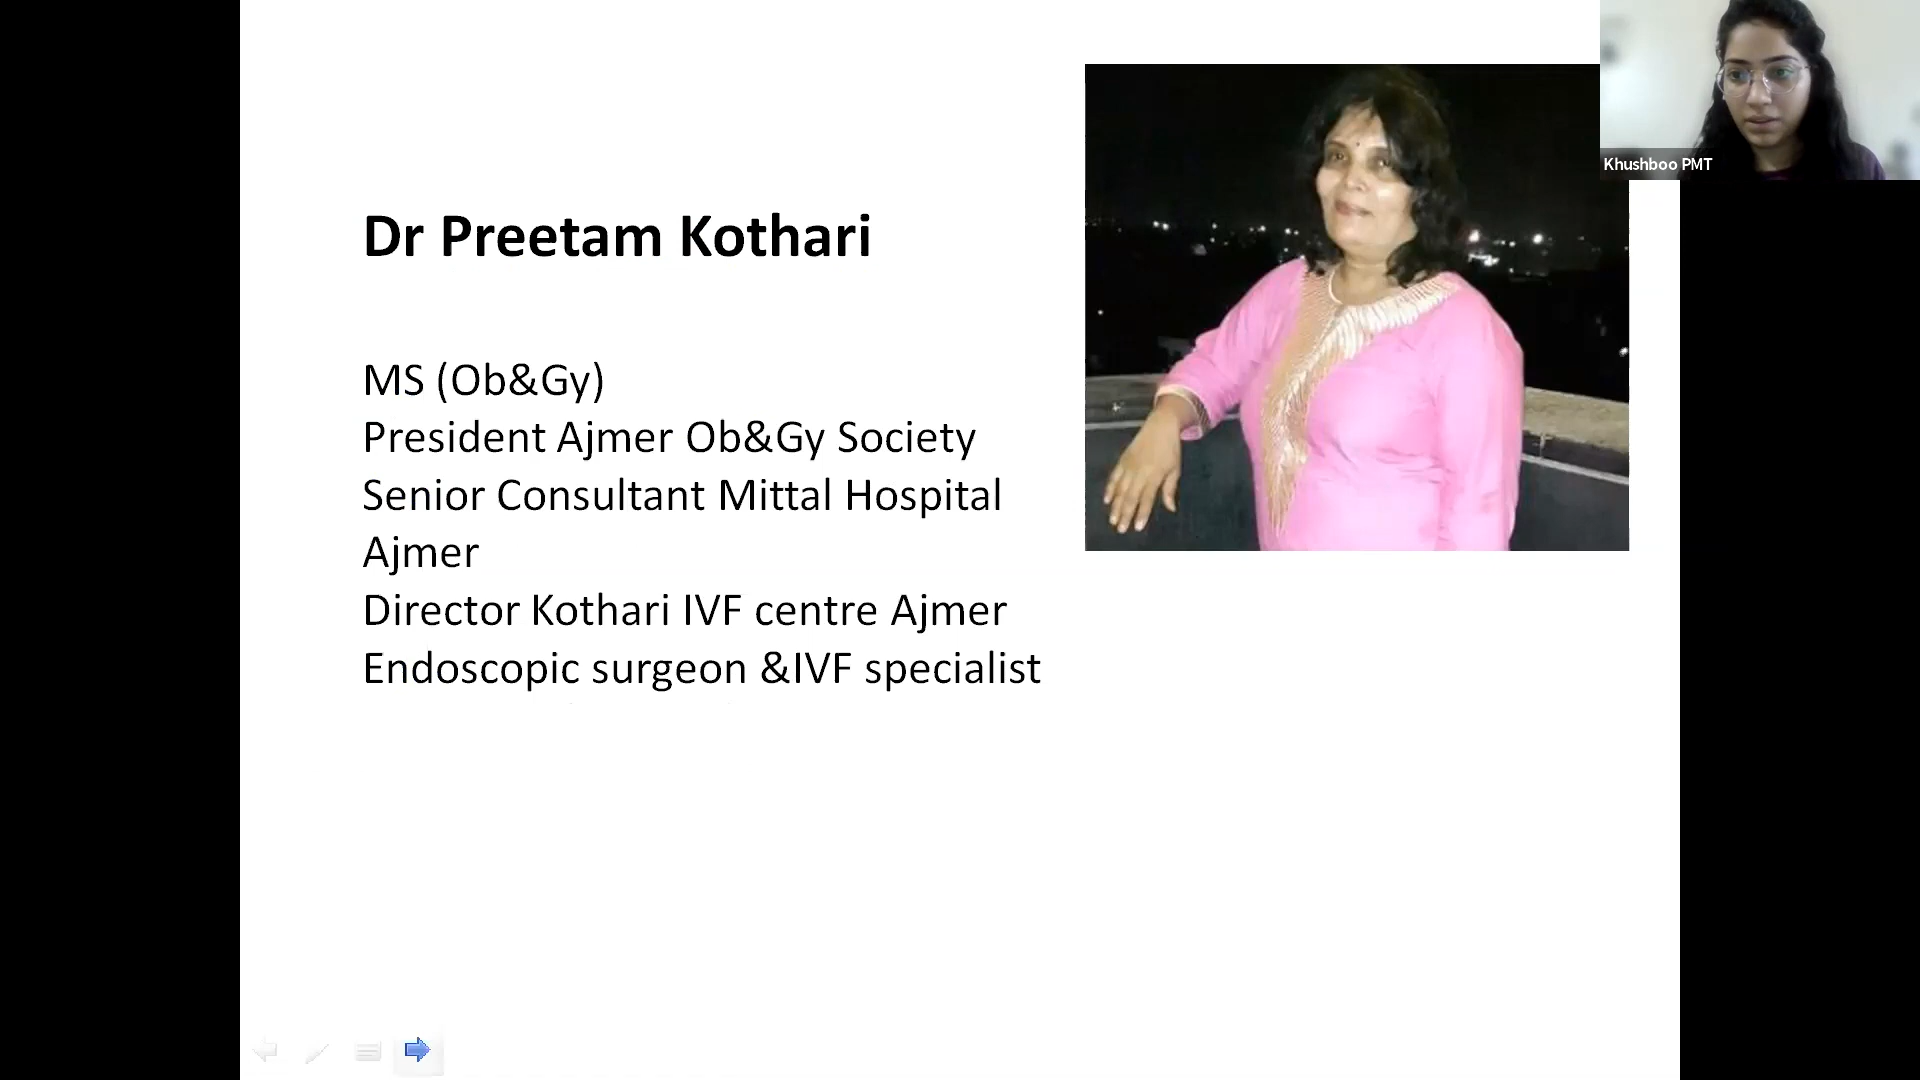 Dr Preetam Kothari
MS (Ob&Gy)
President Ajmer Ob&Gy Society
Senior Consultant Mittal Hospital
Ajmer
Director Kothari IVF centre Ajmer
Endoscopic surgeon &IVF specialist
Khushboo PMT